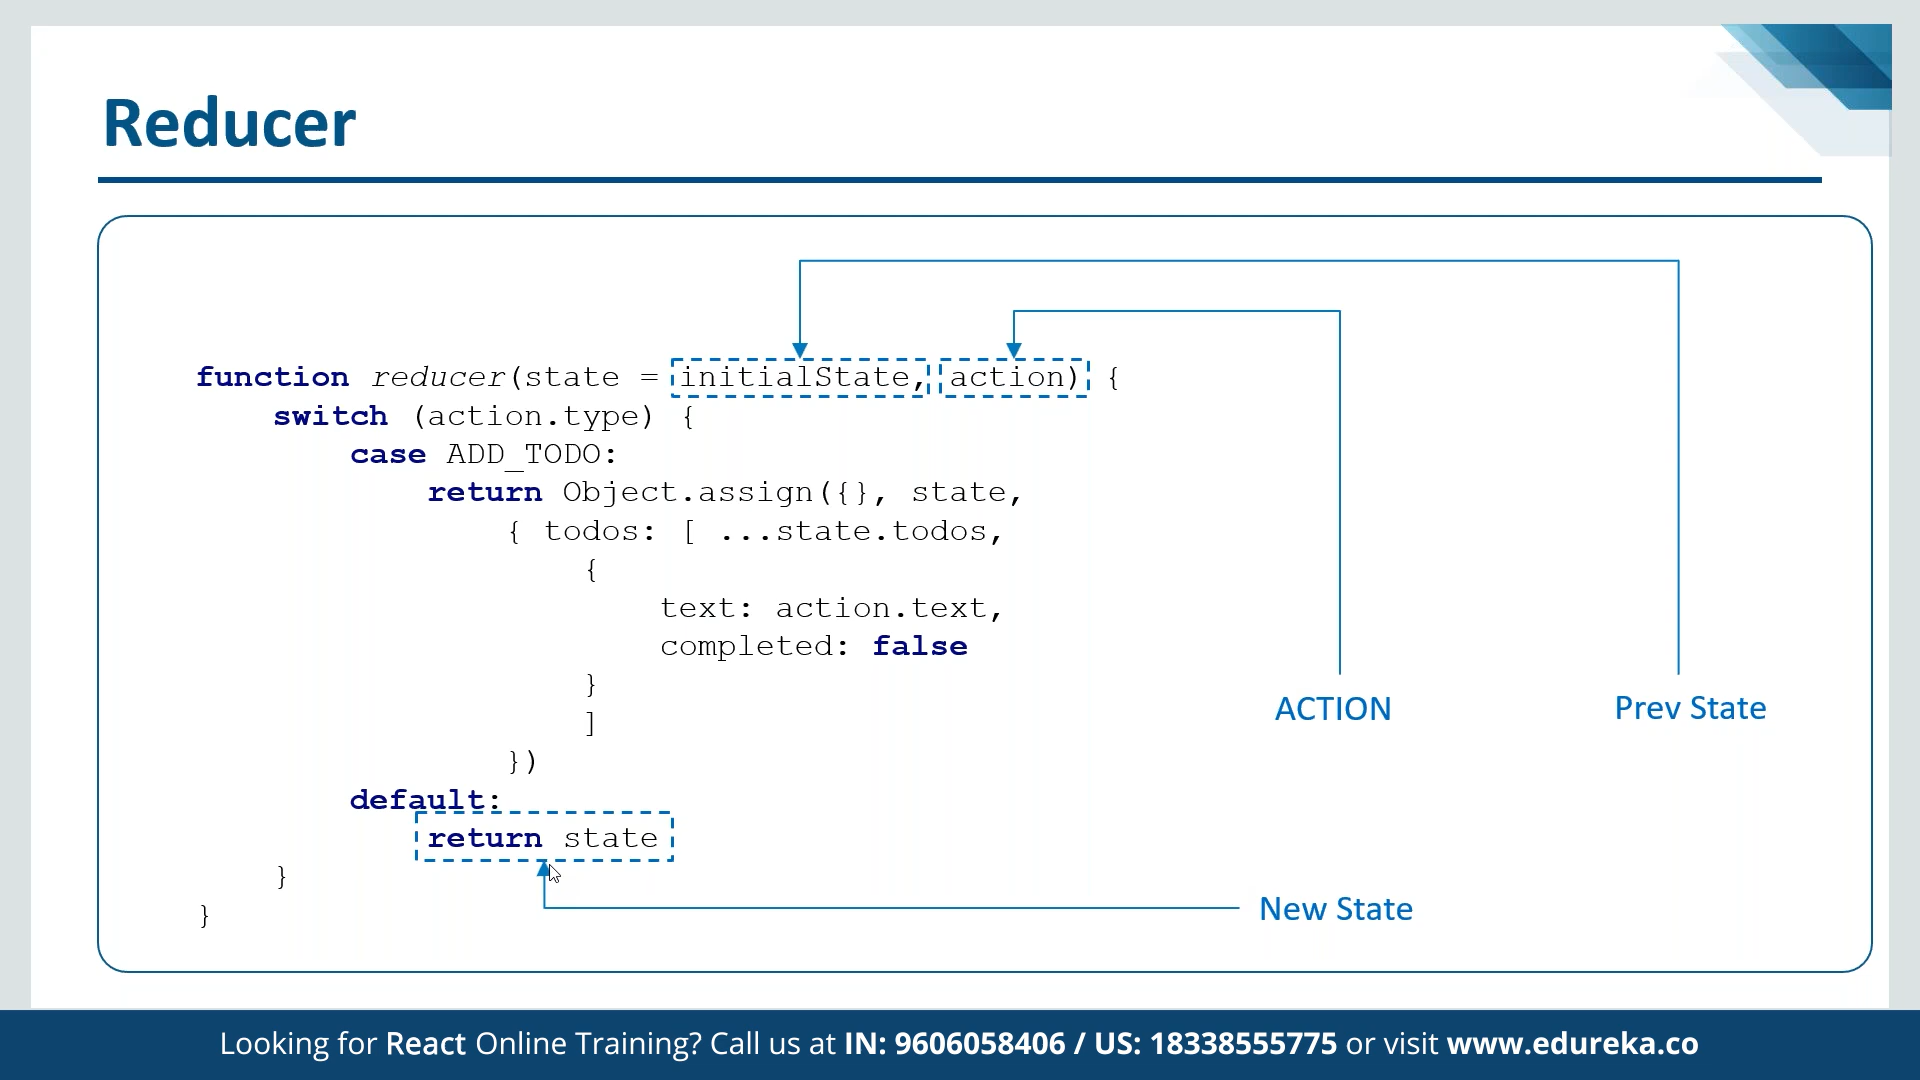 Reducer
function reducer(state = initialState, action) {
switch (action.type) {
case ADD_TODO:
return Object.assign({}, state,
{ todos: [ ...state.todos,
{
text: action.text,
completed: false
}
]
})
default:
return state
}
}
ACTION
Prev State
New State
Looking for React Online Training? Call us at IN: 9606058406 / US: 18338555775 or visit www.edureka.co